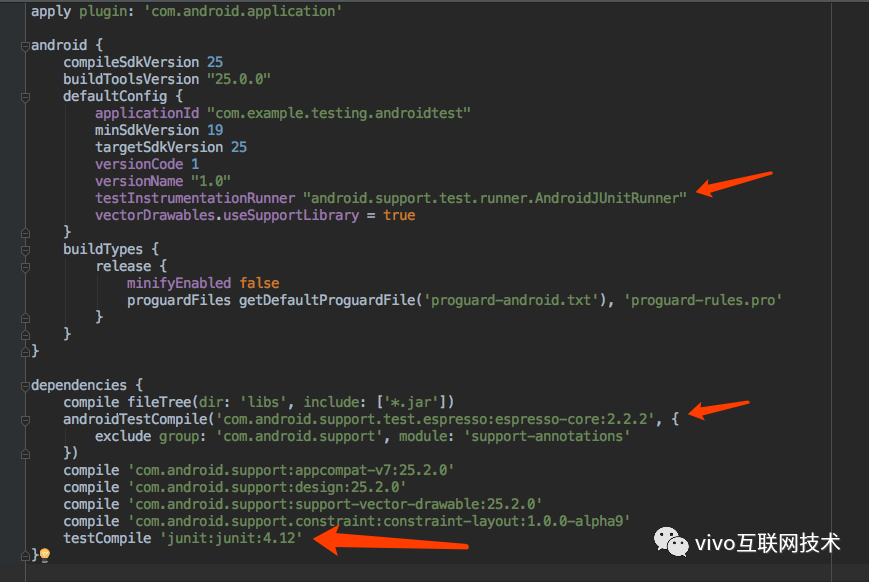 apply plugin: 'com.android.application'
android {
    compileSdkVersion 25
    buildToolsVersion "25.0.0"
    defaultConfig {
        applicationId "com.example.testing.androidtest"
        minSdkVersion 19
        targetSdkVersion 25
        versionCode 1
        versionName "1.0"
        testInstrumentationRunner "android.support.test.runner.AndroidJUnitRunner"
        vectorDrawables.useSupportLibrary = true
    }
    buildTypes {
        release {
            minifyEnabled false
            proguardFiles getDefaultProguardFile('proguard-android.txt'), 'proguard-rules.pro'
        }
    }
}
dependencies {
    compile fileTree(dir: 'libs', include: ['*.jar'])
    androidTestCompile('com.android.support.test.espresso:espresso-core:2.2.2', {
        exclude group: 'com.android.support', module: 'support-annotations'
    })
    compile 'com.android.support:appcompat-v7:25.2.0'
    compile 'com.android.support:design:25.2.0'
    compile 'com.android.support:support-vector-drawable:25.2.0'
    compile 'com.android.support.constraint:constraint-layout:1.0.0-alpha9'
    testCompile 'junit:junit:4.12'
}
vivo互联网技术